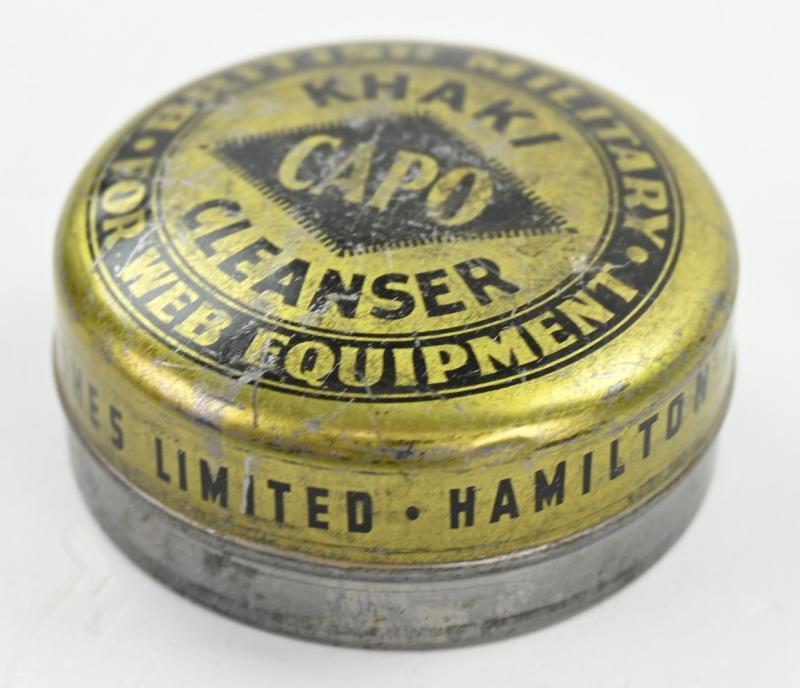 BRITISH MILITARY •
KHAKI
CAPO
CLEANSER
FOR WEB EQUIPMENT •
LIMITED • HAMILTON